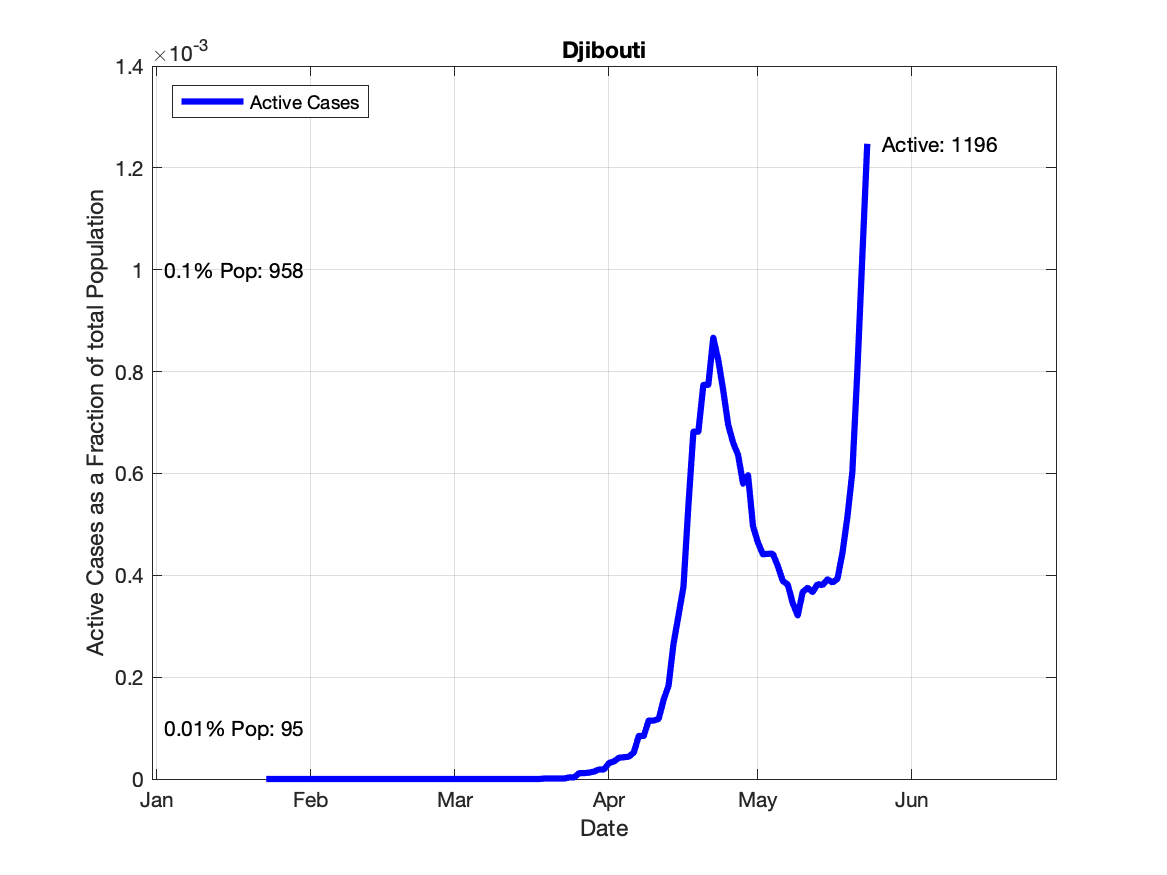 Djibouti
×10-3
1.4
Active Cases
Active: 1196
1.2
1
0.1% Pop: 958
0.8
0.6
0.4
0.2
0.01% Pop: 95
0
Active Cases as a Fraction of total Population
Jan Feb Mar Apr May Jun
Date